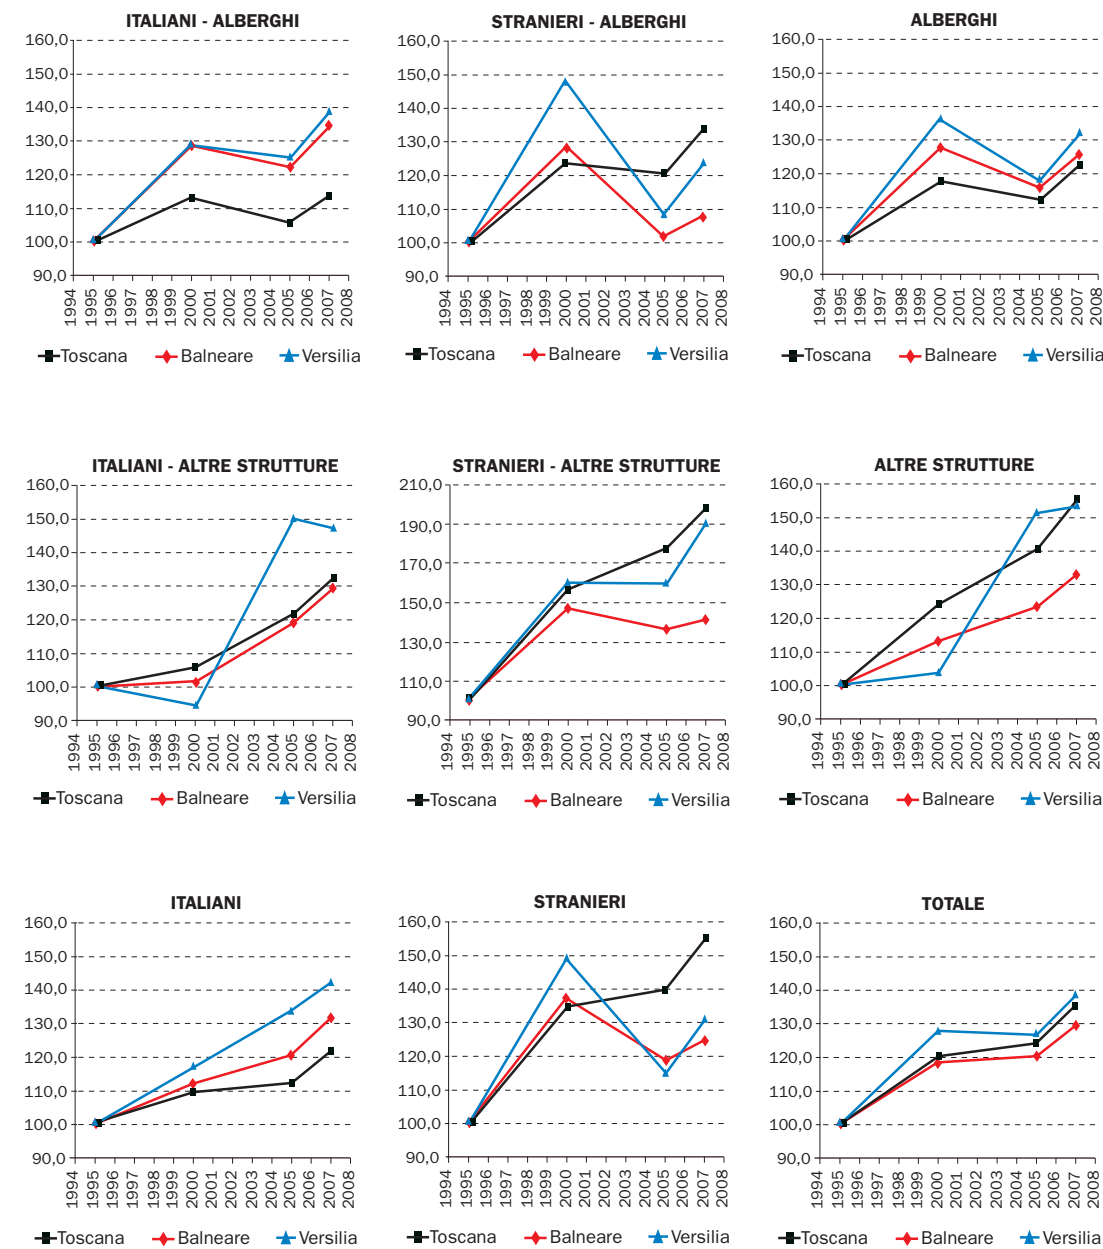 ITALIANI - ALBERGHI
160,0
150,0
140,0
130,0
120,0
110,0
100,0
90,0
1994 1995 1996 1997 1998 1999 2000 2001 2002 2003 2004 2005 2006 2007 2008
Toscana Balneare Versilia
STRANIERI - ALBERGHI
160,0
150,0
140,0
130,0
120,0
110,0
100,0
90,0
1994 1995 1996 1997 1998 1999 2000 2001 2002 2003 2004 2005 2006 2007 2008
Toscana Balneare Versilia
ALBERGHI
160,0
150,0
140,0
130,0
120,0
110,0
100,0
90,0
1994 1995 1996 1997 1998 1999 2000 2001 2002 2003 2004 2005 2006 2007 2008
Toscana Balneare Versilia
ITALIANI - ALTRE STRUTTURE
160,0
150,0
140,0
130,0
120,0
110,0
100,0
90,0
1994 1995 1996 1997 1998 1999 2000 2001 2002 2003 2004 2005 2006 2007 2008
Toscana Balneare Versilia
STRANIERI - ALTRE STRUTTURE
210,0
190,0
170,0
150,0
130,0
110,0
90,0
1994 1995 1996 1997 1998 1999 2000 2001 2002 2003 2004 2005 2006 2007 2008
Toscana Balneare Versilia
ALTRE STRUTTURE
160,0
150,0
140,0
130,0
120,0
110,0
100,0
90,0
1994 1995 1996 1997 1998 1999 2000 2001 2002 2003 2004 2005 2006 2007 2008
Toscana Balneare Versilia
ITALIANI
160,0
150,0
140,0
130,0
120,0
110,0
100,0
90,0
1994 1995 1996 1997 1998 1999 2000 2001 2002 2003 2004 2005 2006 2007 2008
Toscana Balneare Versilia
STRANIERI
160,0
150,0
140,0
130,0
120,0
110,0
100,0
90,0
1994 1995 1996 1997 1998 1999 2000 2001 2002 2003 2004 2005 2006 2007 2008
Toscana Balneare Versilia
TOTALE
160,0
150,0
140,0
130,0
120,0
110,0
100,0
90,0
1994 1995 1996 1997 1998 1999 2000 2001 2002 2003 2004 2005 2006 2007 2008
Toscana Balneare Versilia